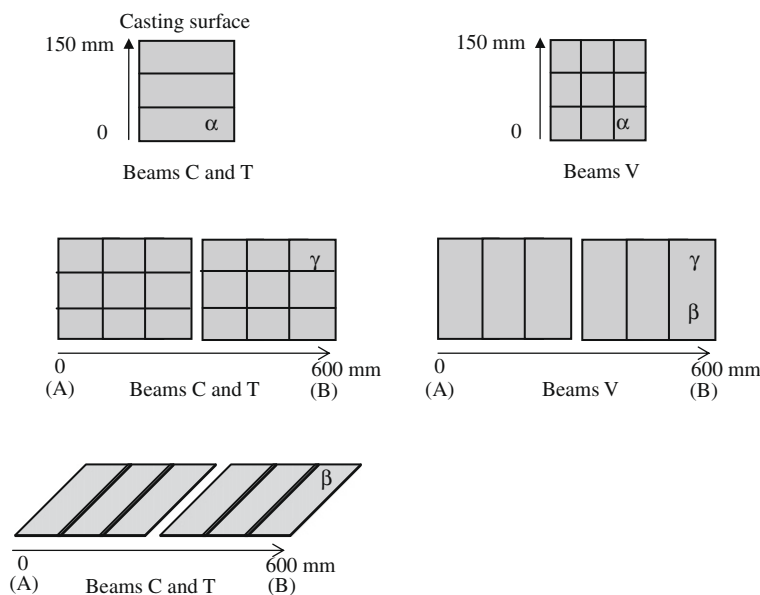 Casting surface
150 mm
0
α
Beams C and T
150 mm
0
α
Beams V
γ
0
600 mm
(A)
Beams C and T
(B)
γ
β
0
600 mm
(A)
Beams V
(B)
β
0
600 mm
(A)
Beams C and T
(B)